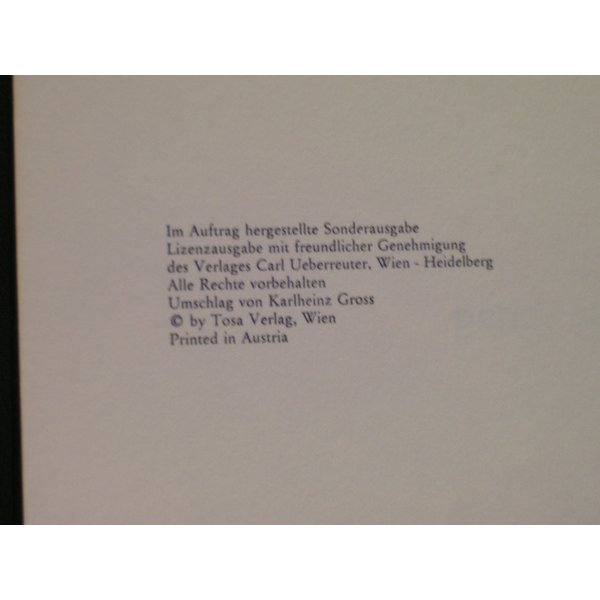 Im Auftrag hergestellte Sonderausgabe
Lizenzausgabe mit freundlicher Genehmigung
des Verlages Carl Ueberreuter, Wien - Heidelberg
Alle Rechte vorbehalten
Umschlag von Karlheinz Gross
© by Tosa Verlag, Wien
Printed in Austria